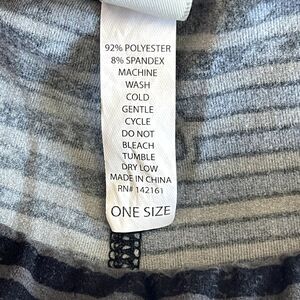 92% POLYESTER
8% SPANDEX
MACHINE
WASH
COLD
GENTLE
CYCLE
DO NOT
BLEACH
TUMBLE
DRY LOW
MADE IN CHINA
RN# 142161
ONE SIZE